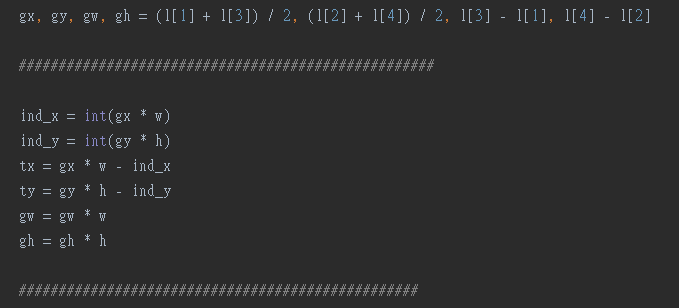 gx, gy, gw, gh = (l[1] + l[3]) / 2, (l[2] + l[4]) / 2, l[3] - l[1], l[4] - l[2]
####################################################
ind_x = int(gx * w)
ind_y = int(gy * h)
tx = gx * w - ind_x
ty = gy * h - ind_y
gw = gw * w
gh = gh * h
##################################################